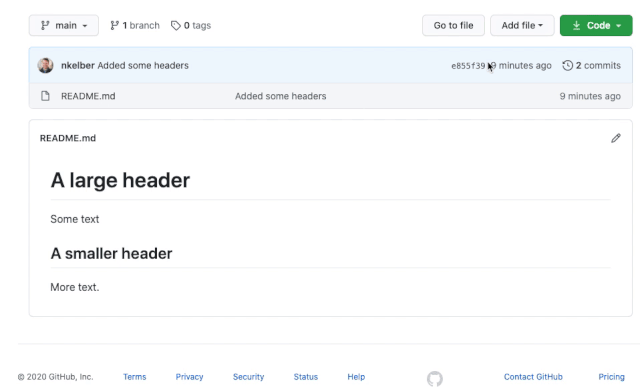 main 1 branch 0 tags Go to file Add file Code
nkelber Added some headers e855f39 9 minutes ago 2 commits
README.md Added some headers 9 minutes ago
README.md
A large header
Some text
A smaller header
More text.
© 2020 GitHub, Inc. Terms Privacy Security Status Help Contact GitHub Pricing